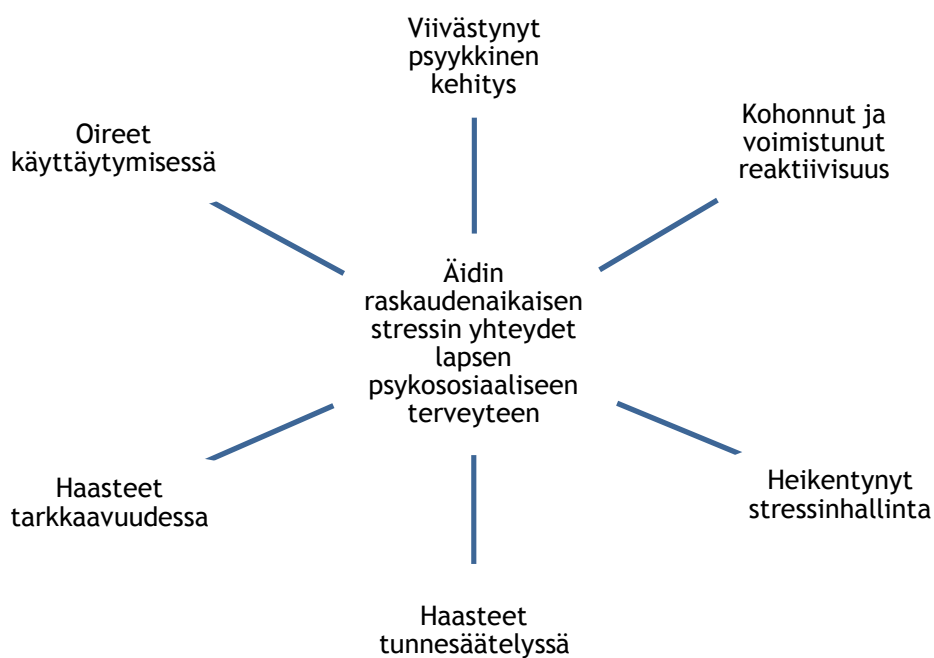 Viivästynyt
psyykkinen
kehitys
Kohonnut ja
voimistunut
reaktiivisuus
Oireet
käyttäytymisessä
Äidin
raskaudenaikaisen
stressin yhteydet
lapsen
psykososiaaliseen
terveyteen
Haasteet
tarkkaavuudessa
Heikentynyt
stressinhallinta
Haasteet
tunnesäätelyssä